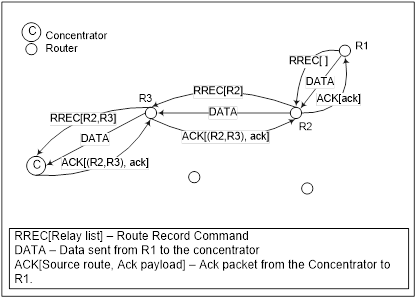 C Concentrator
Router
R1
RREC[ ]
DATA
ACK[ack]
R3
RREC[R2]
DATA
R2
RREC[R2,R3]
ACK[(R2,R3), ack]
DATA
C
ACK[(R2,R3), ack]
RREC[Relay list] – Route Record Command
DATA – Data sent from R1 to the concentrator
ACK[Source route, Ack payload] – Ack packet from the Concentrator to
R1.